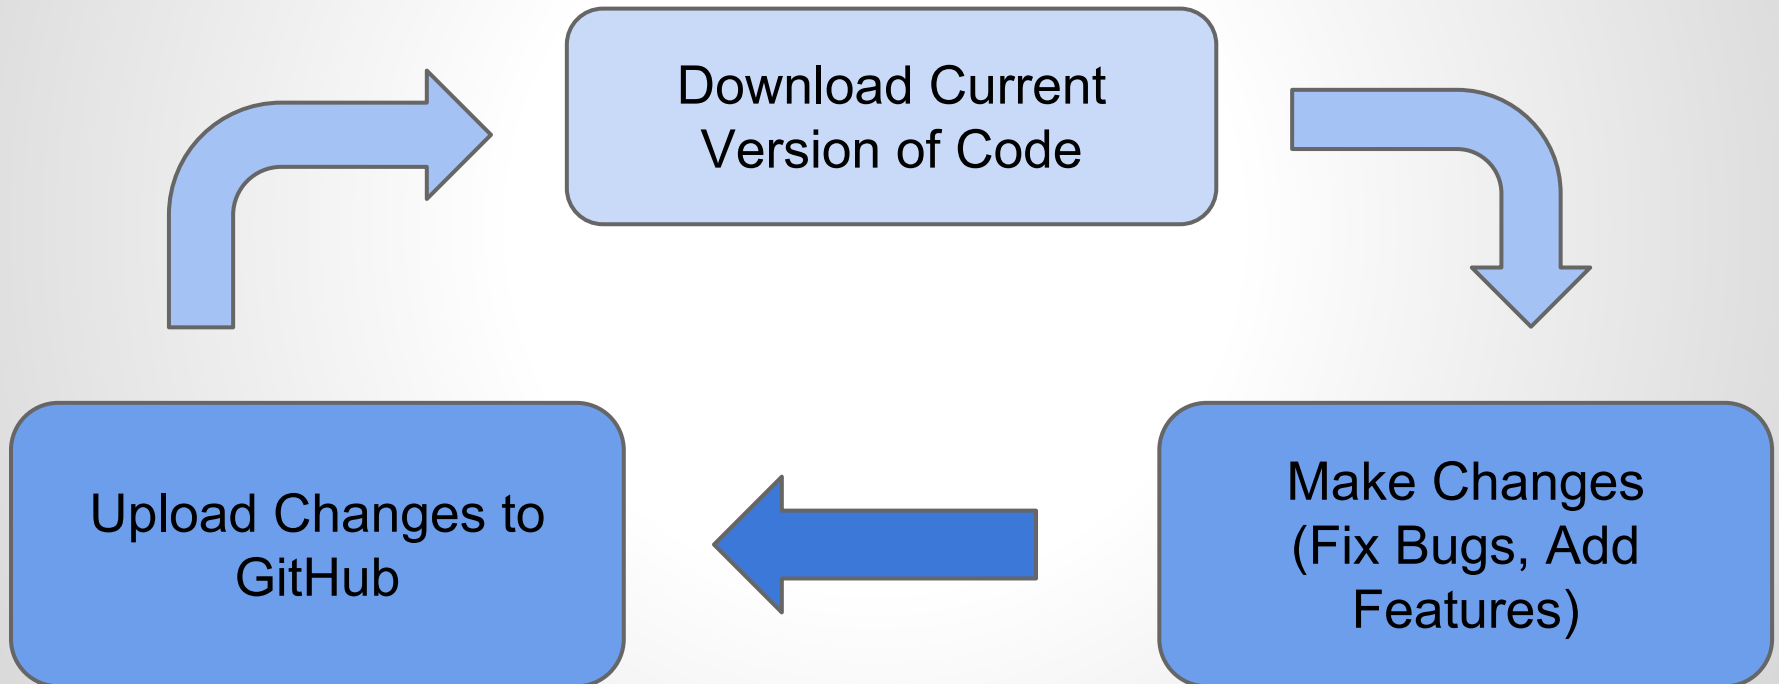 Download Current
Version of Code
Make Changes
(Fix Bugs, Add
Features)
Upload Changes to
GitHub